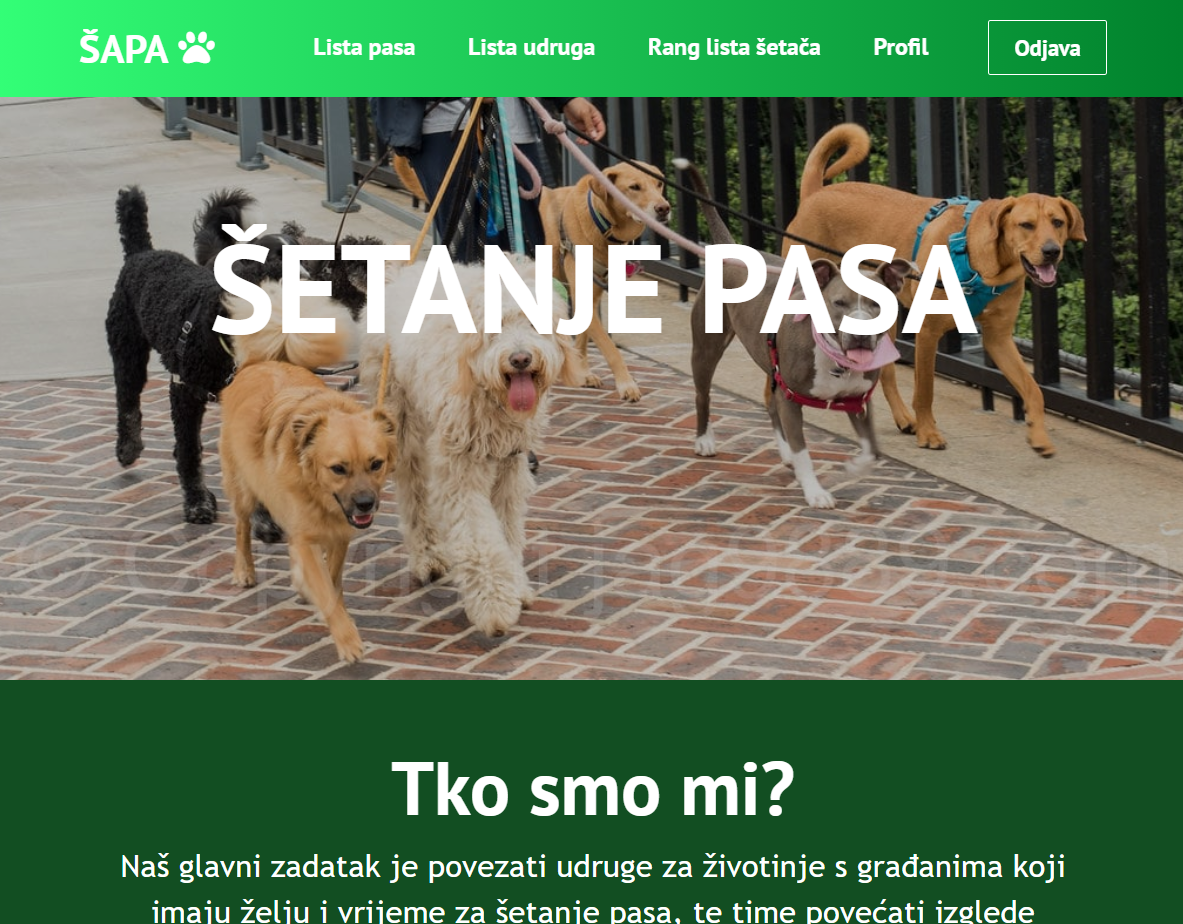 ŠAPA
Lista pasa
Lista udruga
Rang lista šetača
Profil
Odjava
ŠETANJE PASA
Tko smo mi?
Naš glavni zadatak je povezati udruge za životinje s građanima koji
imaju želju i vrijeme za šetanje pasa, te time povećati izglede